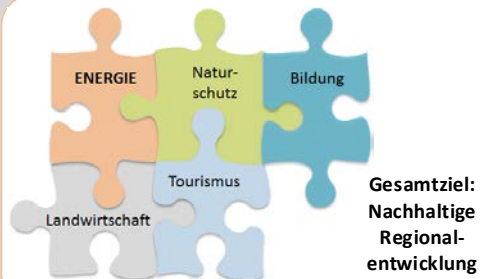 ENERGIE
Natur-
schutz
Bildung
Landwirtschaft
Tourismus
Gesamtziel:
Nachhaltige
Regional-
entwicklung